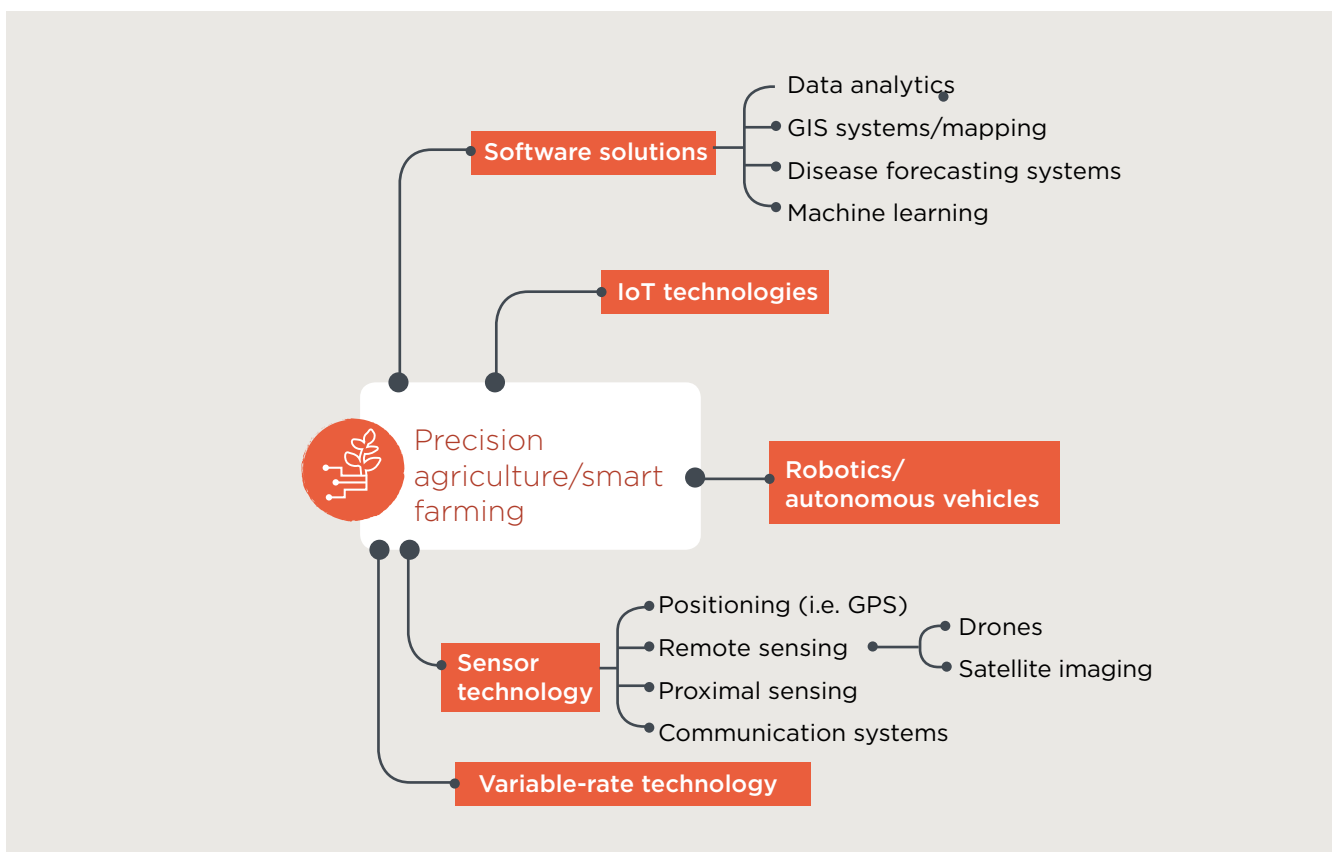 Data analytics
GIS systems/mapping
Software solutions
Disease forecasting systems
Machine learning
IoT technologies
Precision
agriculture/smart
farming
Robotics/
autonomous vehicles
Positioning (i.e. GPS)
Drones
Remote sensing
Sensor
technology
Satellite imaging
Proximal sensing
Communication systems
Variable-rate technology